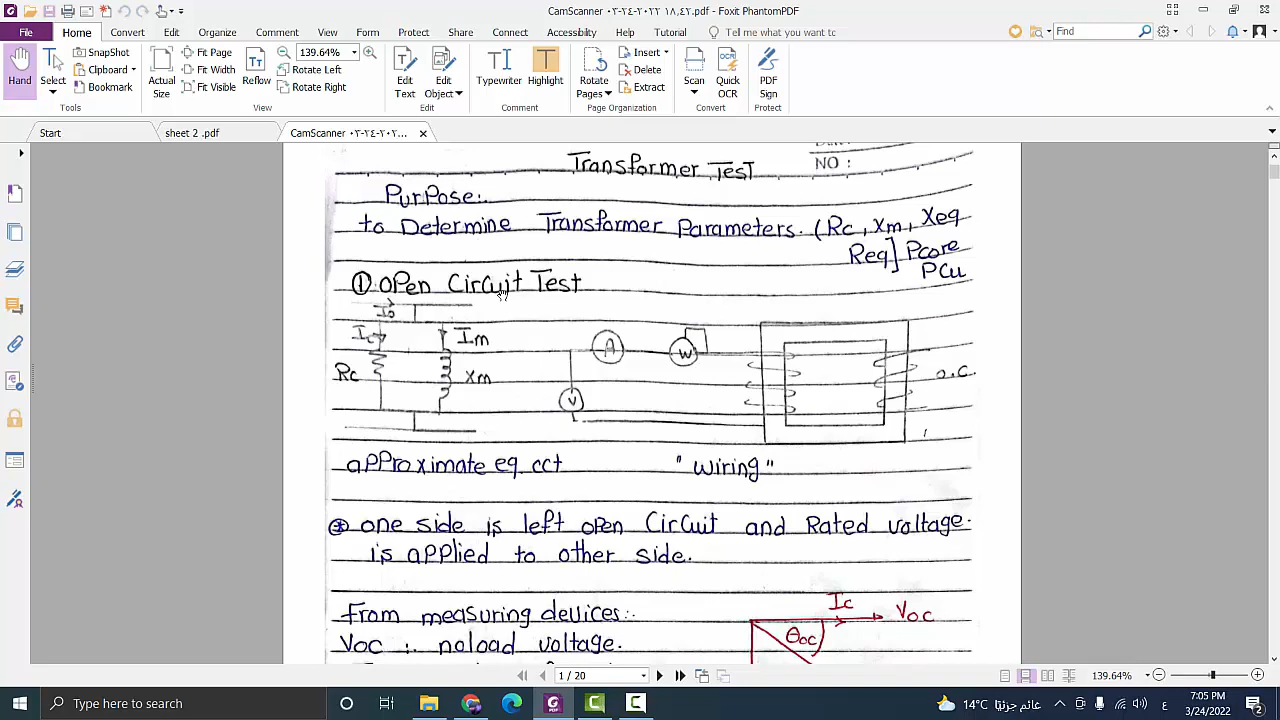 CamScanner ٠٣-٢٤-٢٠٢٢ ١٨,٤٢.pdf - Foxit PhantomPDF
File Home Convert Edit Organize Comment View Form Protect Share Connect Accessibility Help Tutorial Tell me what you want to Find
Hand Select SnapShot Clipboard Bookmark Actual Size Fit Page Fit Width Fit Visible Reflow 139.64% Rotate Left Rotate Right Edit Text Edit Object Typewriter Highlight Rotate Pages Insert Delete Extract Scan Quick OCR PDF Sign
Tools View Edit Comment Page Organization Convert Protect
Start sheet 2 .pdf CamScanner ٠٣-٢٤-٢٠٢...
Transformer Test
NO :
Purpose:.
to Determine Transformer Parameters. (Rc, Xm, Xeq
Req] Pcore
PCu
① open Circuit Test
Io
Ic Im A W
Rc Xm o.c.
V
approximate eq cct "wiring"
one side is left open Circuit and Rated voltage.
is applied to other side.
Ic
From measuring devices:.
Voc
Voc :. noload voltage.
θoc
1 / 20 139.64%
Type here to search
14°C غائم جزئيًا
ع
7:05 PM
3/24/2022